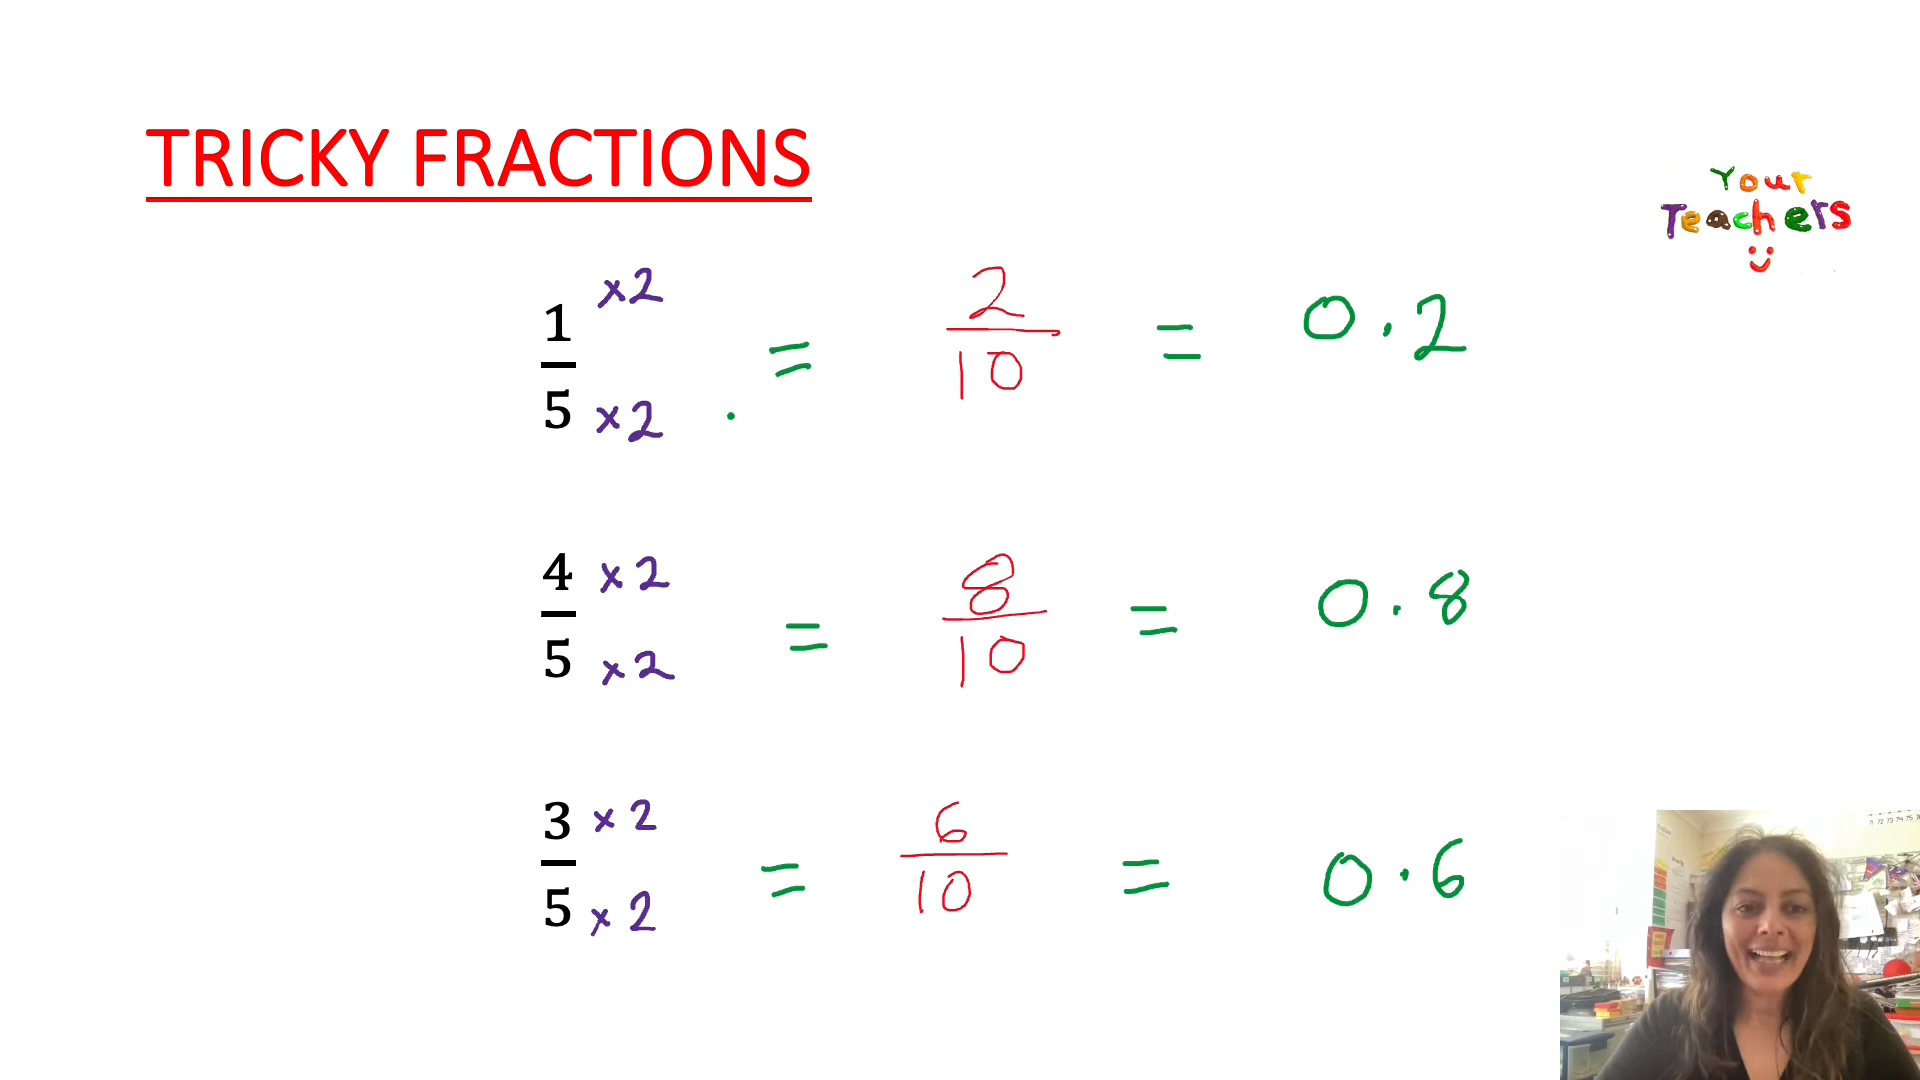 TRICKY FRACTIONS
Your
Teachers
1/5 ×2 ×2 = 2/10 = 0.2
4/5 ×2 ×2 = 8/10 = 0.8
3/5 ×2 ×2 = 6/10 = 0.6